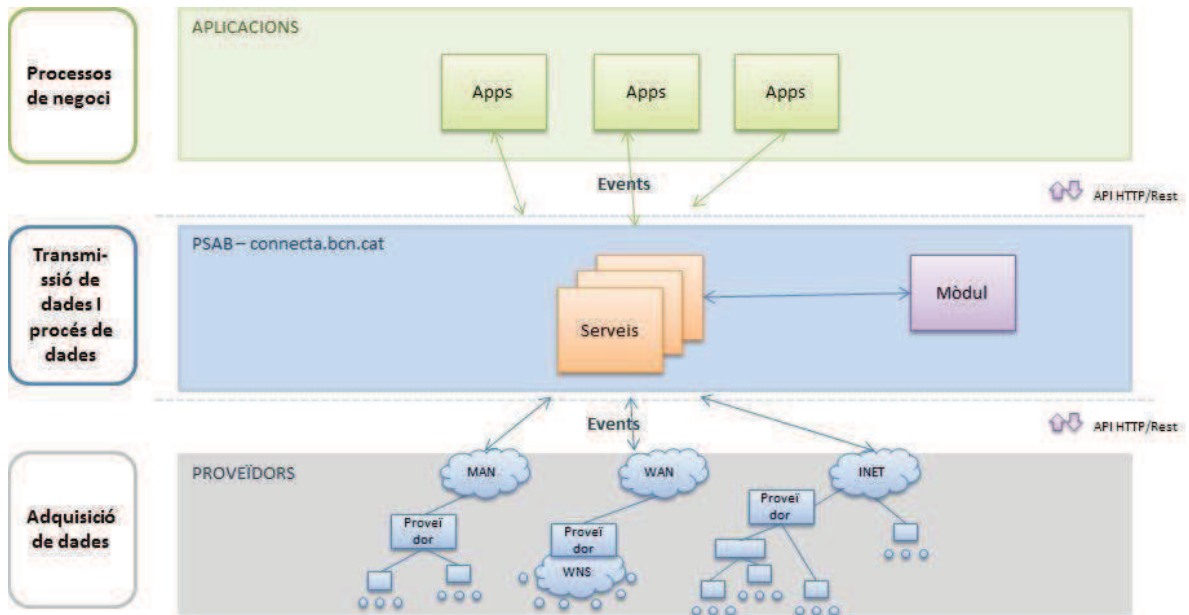 Processos
de negoci
APLICACIONS
Apps
Apps
Apps
Events
API HTTP/Rest
Transmi-
ssió de
dades I
procés de
dades
PSAB – connecta.bcn.cat
Serveis
Mòdul
Events
API HTTP/Rest
Adquisició
de dades
PROVEÏDORS
MAN
WAN
INET
Proveï
dor
Proveï
dor
WNS
Proveï
dor